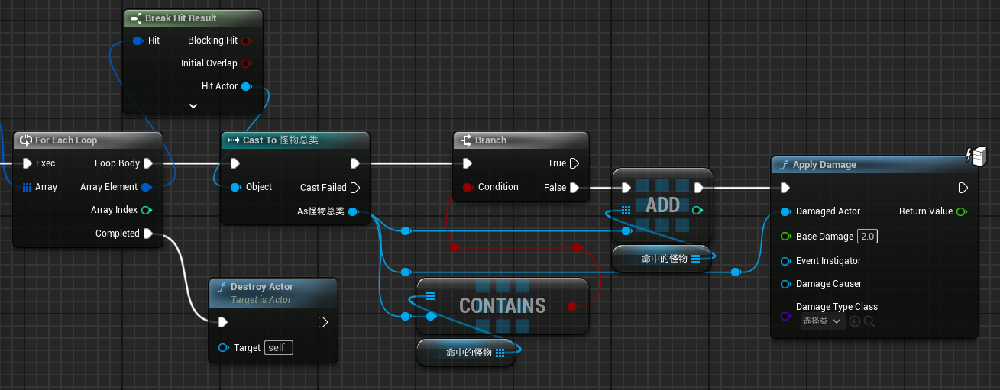 Break Hit Result
Hit
Blocking Hit
Initial Overlap
Hit Actor
For Each Loop
Exec
Loop Body
Array
Array Element
Array Index
Completed
Cast To 怪物总类
Object
Cast Failed
As怪物总类
Branch
True
Condition
False
ADD
命中的怪物
CONTAINS
命中的怪物
Destroy Actor
Target is Actor
Target
self
Apply Damage
Damaged Actor
Return Value
Base Damage
2.0
Event Instigator
Damage Causer
Damage Type Class
选择类